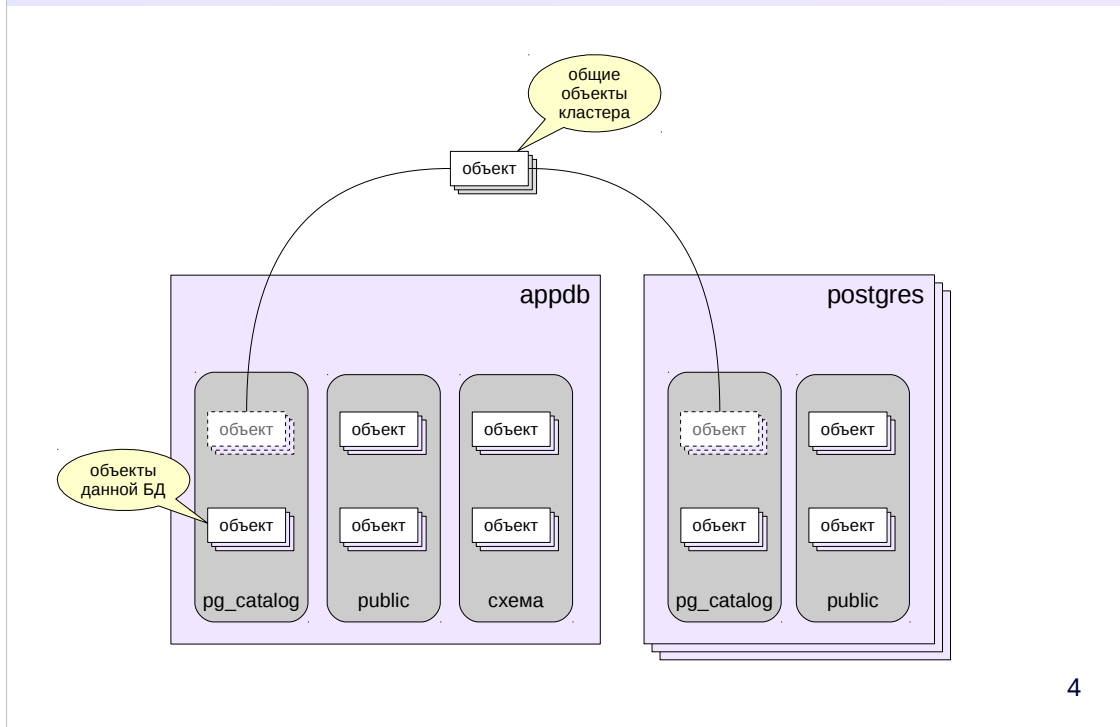 общие
объекты
кластера
объект
appdb
postgres
объект
объект
объект
объект
объект
объекты
данной БД
объект
объект
объект
объект
объект
pg_catalog
public
схема
pg_catalog
public
4